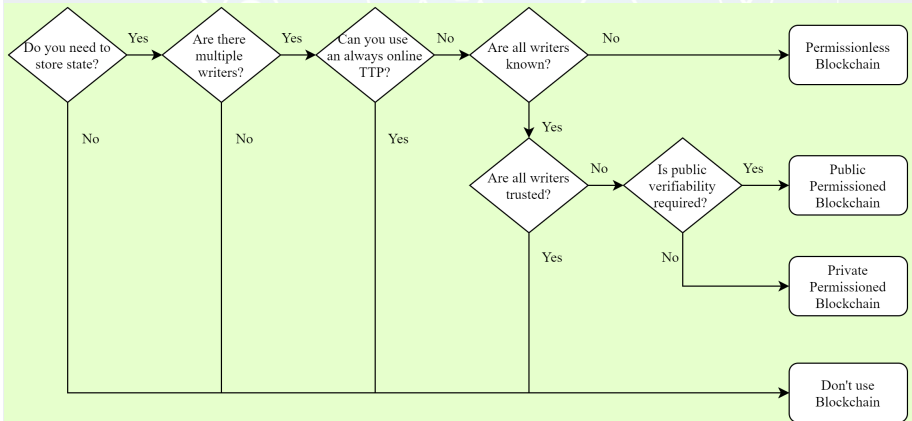 Do you need to
store state?
Yes
Are there
multiple
writers?
Yes
Can you use
an always online
TTP?
No
Are all writers
known?
No
Permissionless
Blockchain
No
No
Yes
Yes
Are all writers
trusted?
No
Is public
verifiability
required?
Yes
Public
Permissioned
Blockchain
Yes
No
Private
Permissioned
Blockchain
Don't use
Blockchain